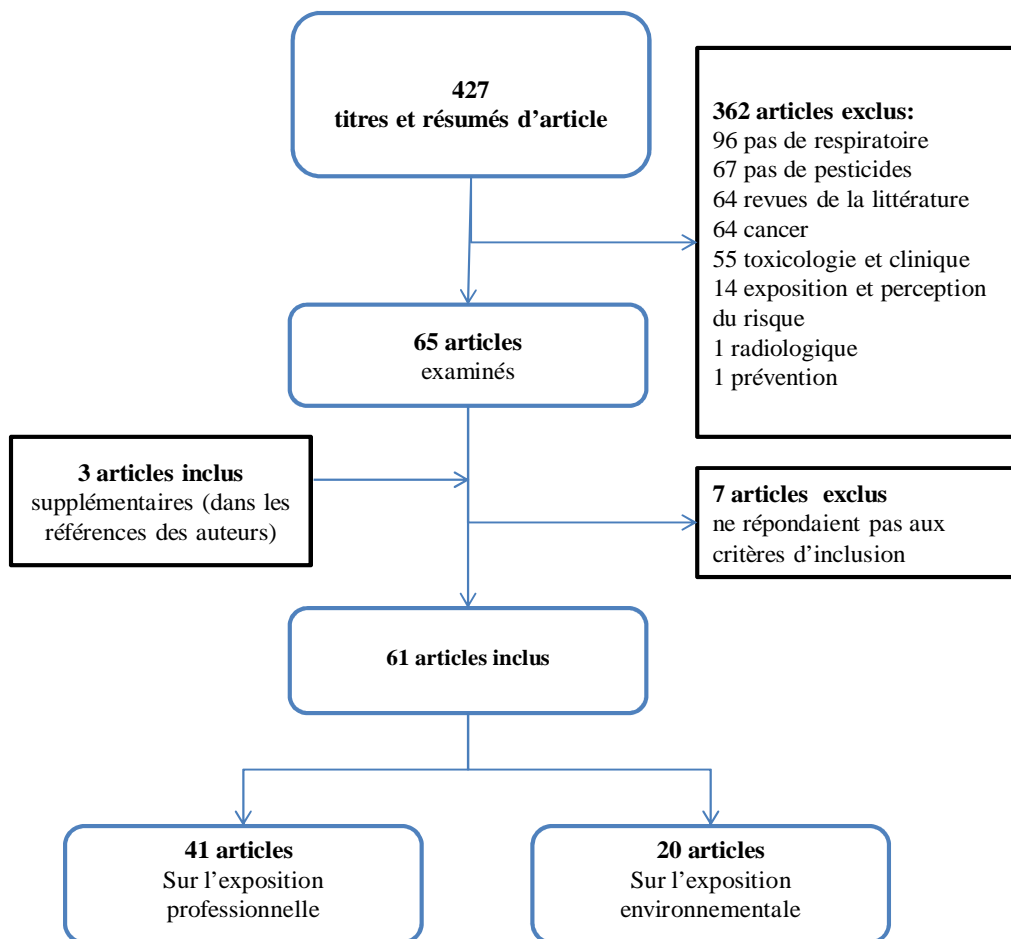 427
titres et résumés d’article
362 articles exclus:
96 pas de respiratoire
67 pas de pesticides
64 revues de la littérature
64 cancer
55 toxicologie et clinique
14 exposition et perception
du risque
1 radiologique
1 prévention
65 articles
examinés
3 articles inclus
supplémentaires (dans les
références des auteurs)
7 articles exclus
ne répondaient pas aux
critères d’inclusion
61 articles inclus
41 articles
Sur l’exposition
professionnelle
20 articles
Sur l’exposition
environnementale